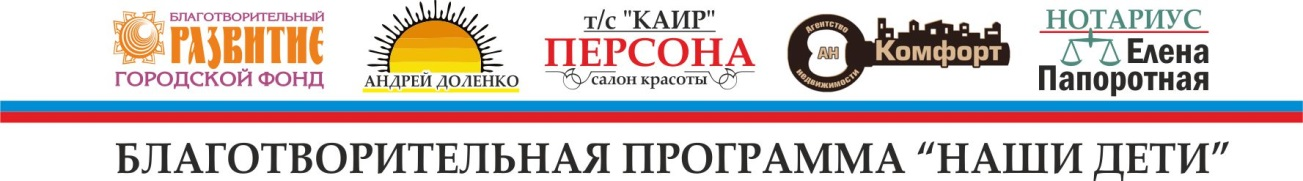 БЛАГОТВОРИТЕЛЬНЫЙ
РАЗВИТИЕ
ГОРОДСКОЙ ФОНД
АНДРЕЙ ДОЛЕНКО
т/с "КАИР"
ПЕРСОНА
салон красоты
Агентство
АН
недвижимости
Комфорт
НОТАРИУС
Елена
Папоротная
БЛАГОТВОРИТЕЛЬНАЯ ПРОГРАММА “НАШИ ДЕТИ”